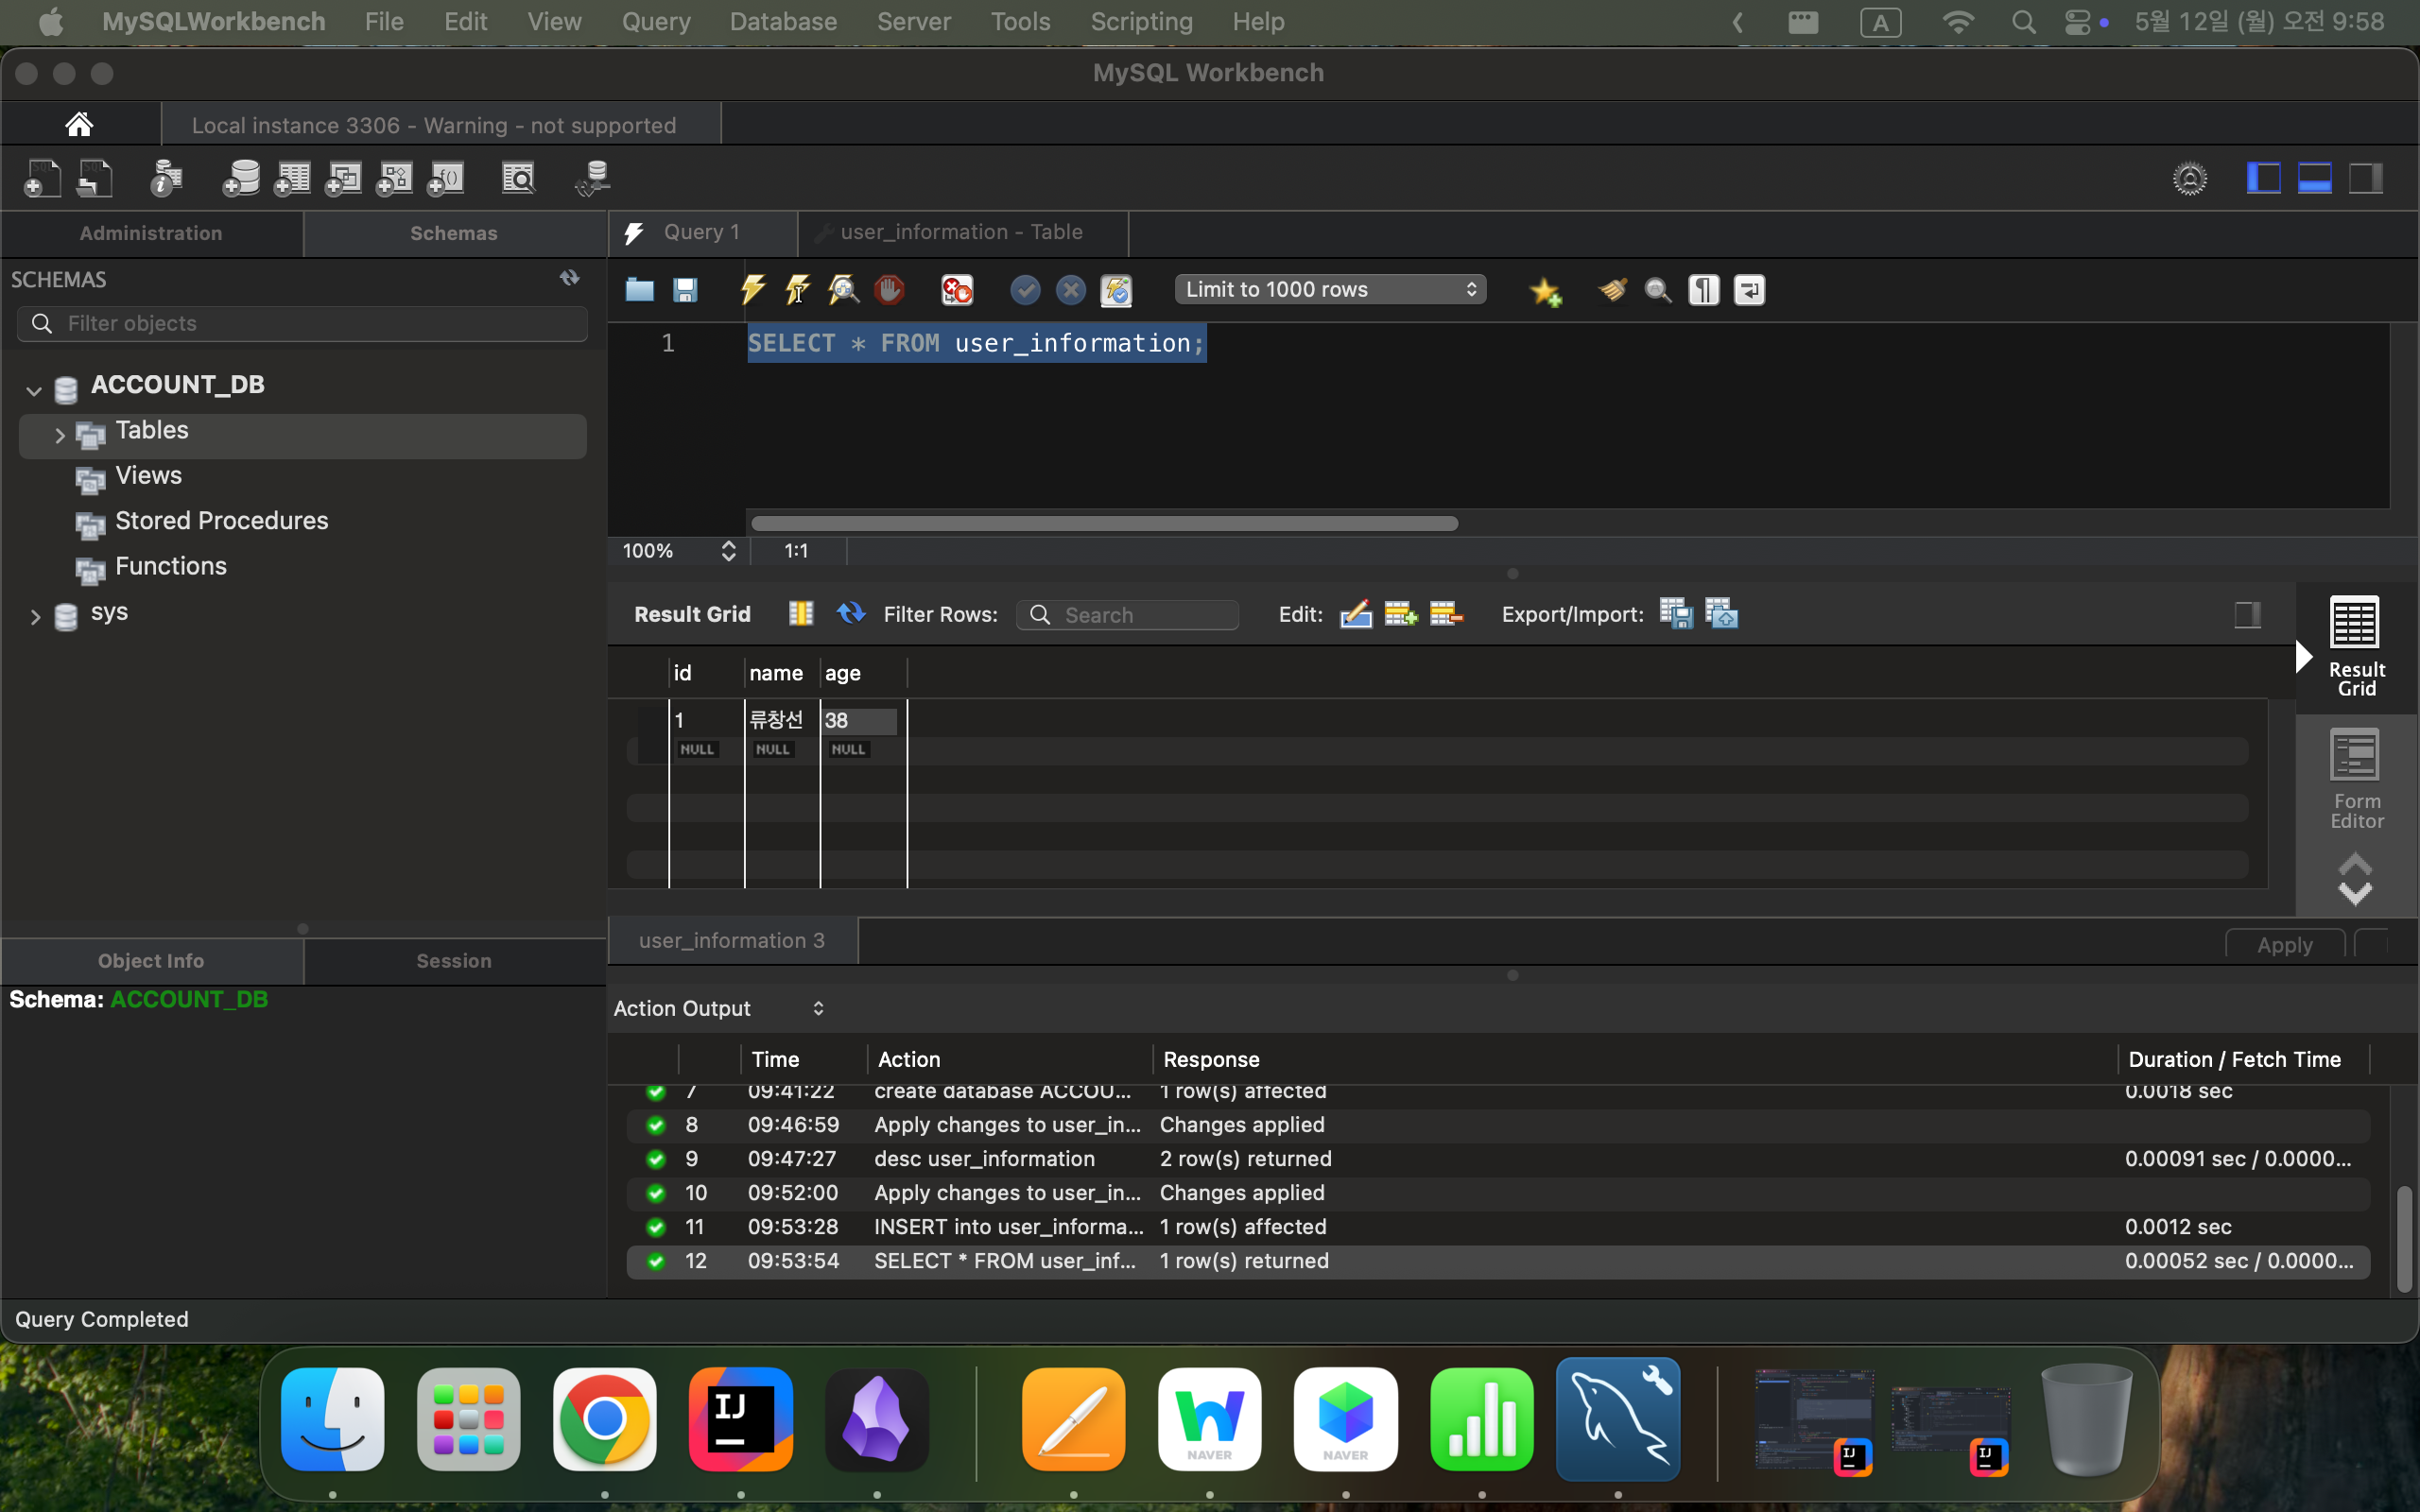 MySQLWorkbench File Edit View Query Database Server Tools Scripting Help A 5월 12일 (월) 오전 9:58
MySQL Workbench
Local instance 3306 - Warning - not supported
Administration Schemas
Query 1 user_information - Table
SCHEMAS
Filter objects
Limit to 1000 rows
1 SELECT * FROM user_information;
ACCOUNT_DB
Tables
Views
Stored Procedures
Functions
sys
100% 1:1
Result Grid Filter Rows: Search Edit: Export/Import:
Result Grid
Form Editor
id name age
1 류창선 38
NULL NULL NULL
user_information 3 Apply
Object Info Session
Schema: ACCOUNT_DB
Action Output
Time Action Response Duration / Fetch Time
7 09:41:22 create database ACCOU... 1 row(s) affected 0.0018 sec
8 09:46:59 Apply changes to user_in... Changes applied
9 09:47:27 desc user_information 2 row(s) returned 0.00091 sec / 0.0000...
10 09:52:00 Apply changes to user_in... Changes applied
11 09:53:28 INSERT into user_informa... 1 row(s) affected 0.0012 sec
12 09:53:54 SELECT * FROM user_inf... 1 row(s) returned 0.00052 sec / 0.0000...
Query Completed
IJ NAVER NAVER IJ IJ